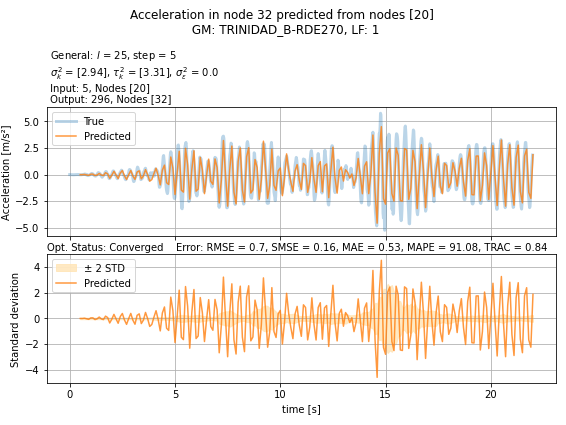 Acceleration in node 32 predicted from nodes [20]
GM: TRINIDAD_B-RDE270, LF: 1
General: l = 25, step = 5
σ²ₖ = [2.94], τ²ₖ = [3.31], σ²ε = 0.0
Input: 5, Nodes [20]
Output: 296, Nodes [32]
True
Predicted
5.0
2.5
0.0
−2.5
−5.0
Acceleration [m/s²]
Opt. Status: Converged Error: RMSE = 0.7, SMSE = 0.16, MAE = 0.53, MAPE = 91.08, TRAC = 0.84
± 2 STD
Predicted
4
2
0
−2
−4
Standard deviation
0 5 10 15 20
time [s]